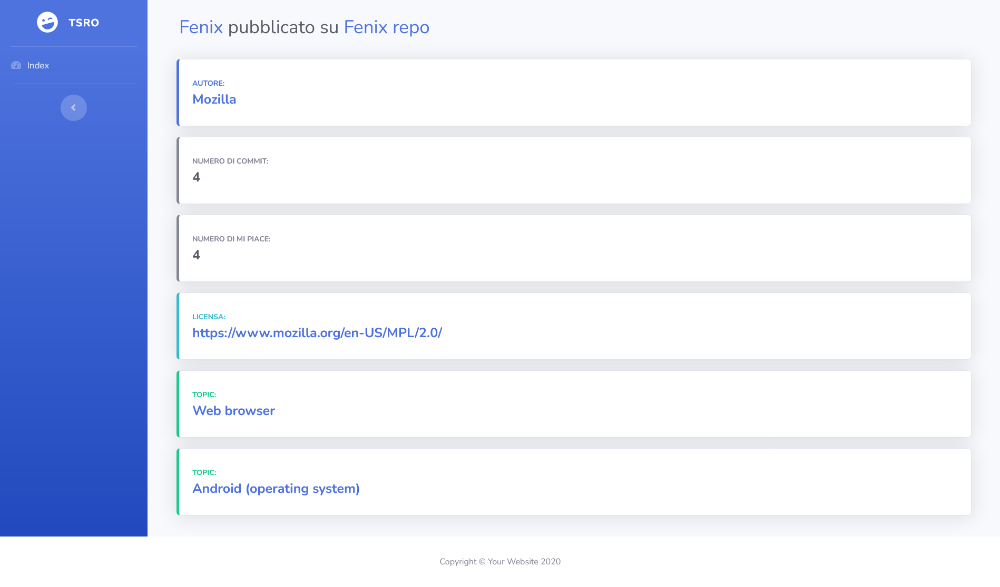 TSRO
Index
Fenix pubblicato su Fenix repo
AUTORE:
Mozilla
NUMERO DI COMMIT:
4
NUMERO DI MI PIACE:
4
LICENSA:
https://www.mozilla.org/en-US/MPL/2.0/
TOPIC:
Web browser
TOPIC:
Android (operating system)
Copyright © Your Website 2020